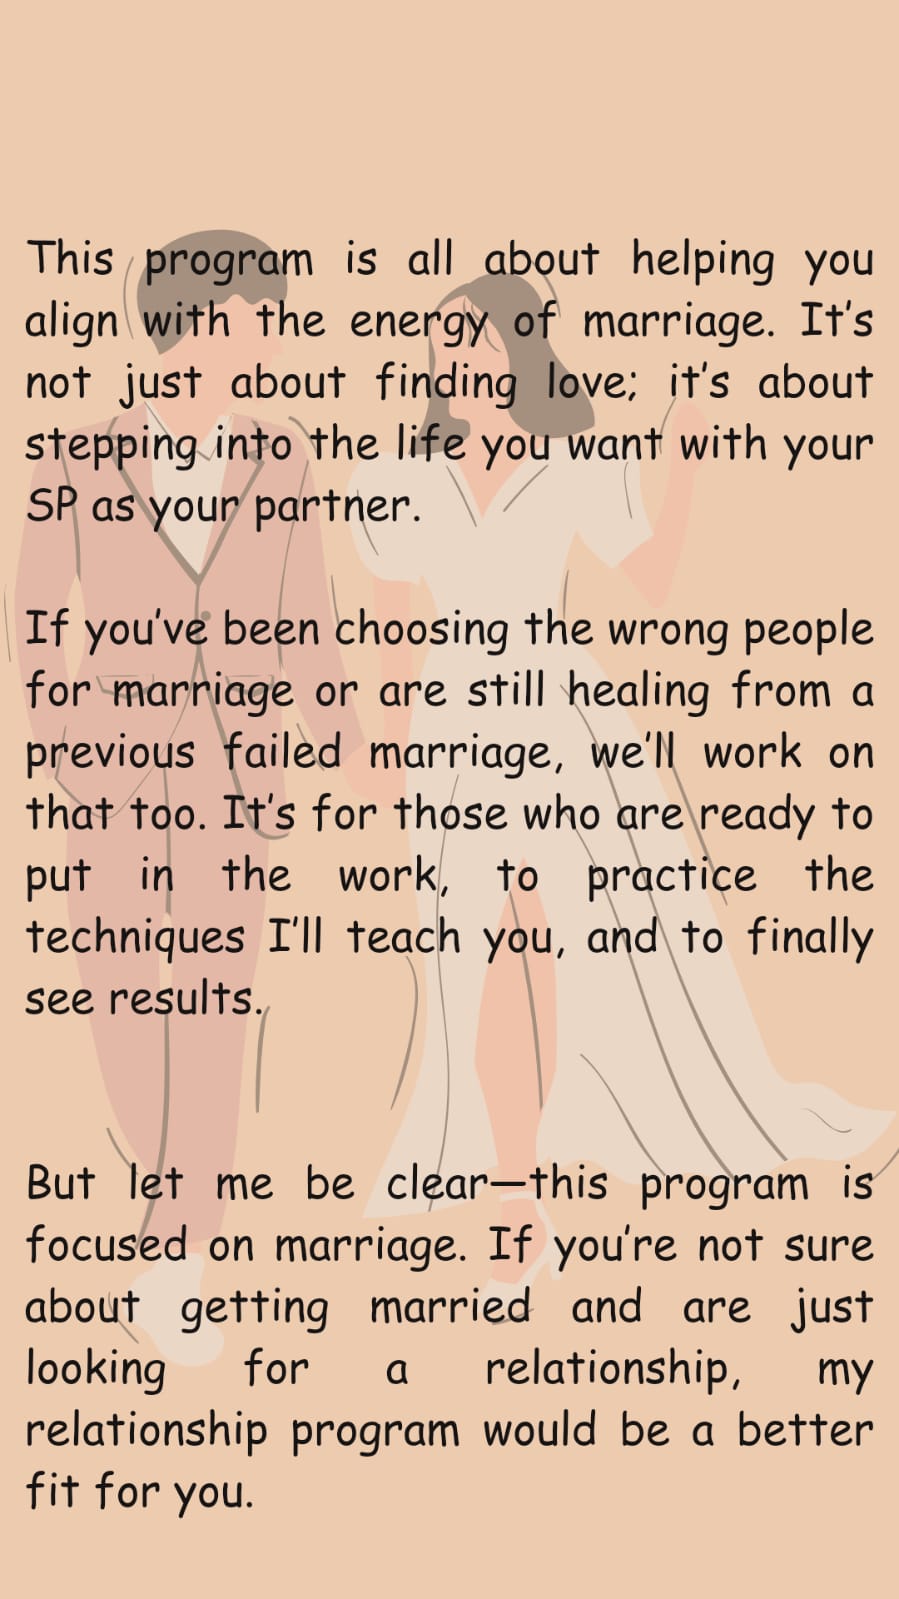 This program is all about helping you
align with the energy of marriage. It's
not just about finding love; it's about
stepping into the life you want with your
SP as your partner.
If you've been choosing the wrong people
for marriage or are still healing from a
previous failed marriage, we'll work on
that too. It's for those who are ready to
put in the work, to practice the
techniques I'll teach you, and to finally
see results.
But let me be clear—this program is
focused on marriage. If you're not sure
about getting married and are just
looking for a relationship, my
relationship program would be a better
fit for you.